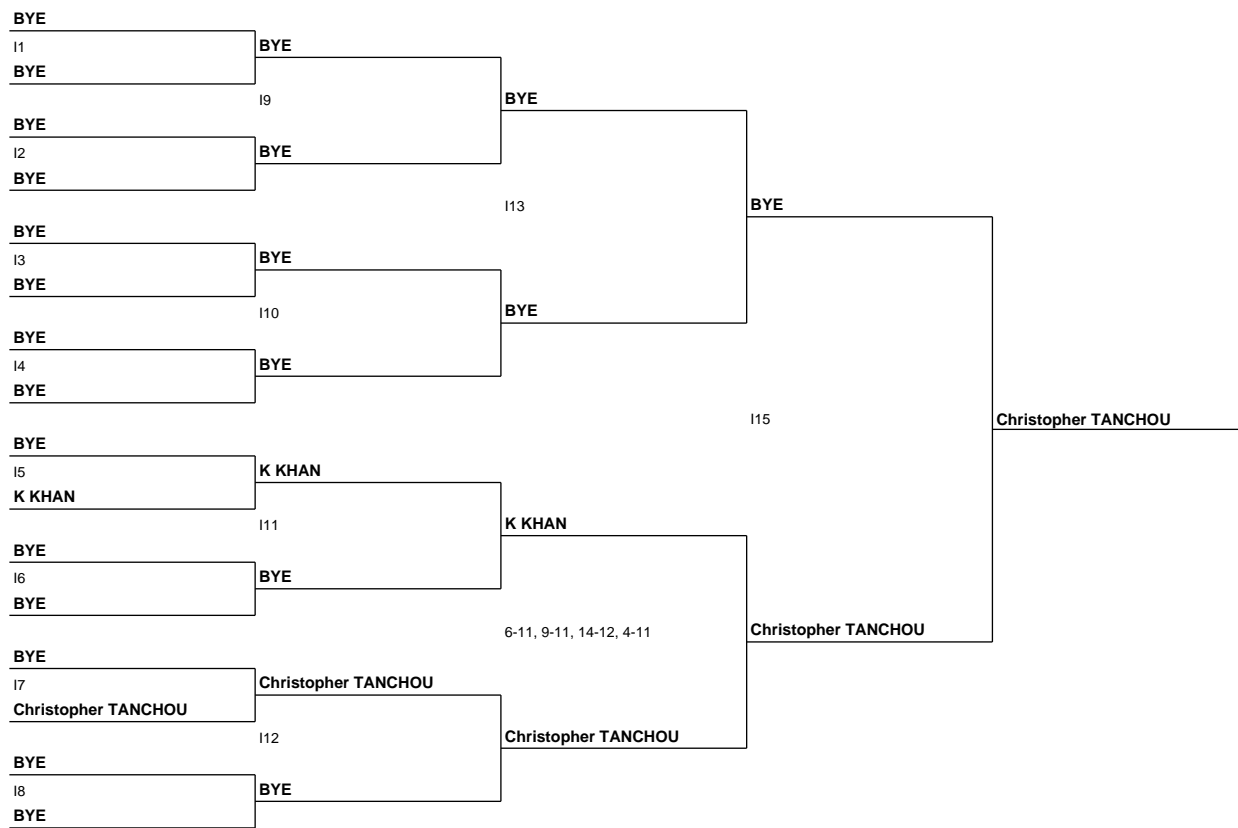 BYE
I1
BYE
BYE
I9
BYE
BYE
I2
BYE
BYE
I13
BYE
BYE
I3
BYE
BYE
I10
BYE
BYE
I4
BYE
BYE
I15
Christopher TANCHOU
BYE
I5
K KHAN
K KHAN
I11
K KHAN
BYE
I6
BYE
BYE
6-11, 9-11, 14-12, 4-11
Christopher TANCHOU
BYE
I7
Christopher TANCHOU
Christopher TANCHOU
I12
Christopher TANCHOU
BYE
I8
BYE
BYE